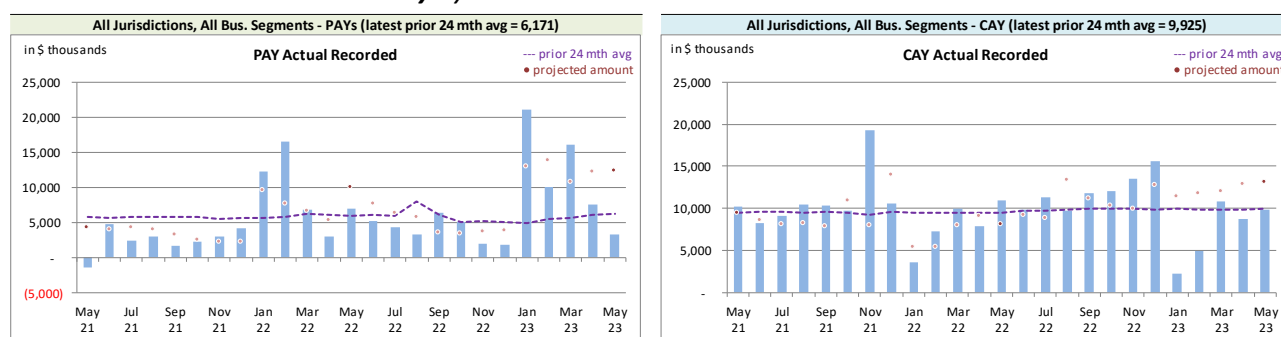 All Jurisdictions, All Bus. Segments - PAYs (latest prior 24 mth avg = 6,171)
in $ thousands
PAY Actual Recorded
--- prior 24 mth avg
• projected amount
25,000
20,000
15,000
10,000
5,000
-
(5,000)
May Jul Sep Nov Jan Mar May Jul Sep Nov Jan Mar May
21 21 21 21 22 22 22 22 22 22 23 23 23
All Jurisdictions, All Bus. Segments - CAY (latest prior 24 mth avg = 9,925)
in $ thousands
CAY Actual Recorded
--- prior 24 mth avg
• projected amount
25,000
20,000
15,000
10,000
5,000
-
May Jul Sep Nov Jan Mar May Jul Sep Nov Jan Mar May
21 21 21 21 22 22 22 22 22 22 23 23 23